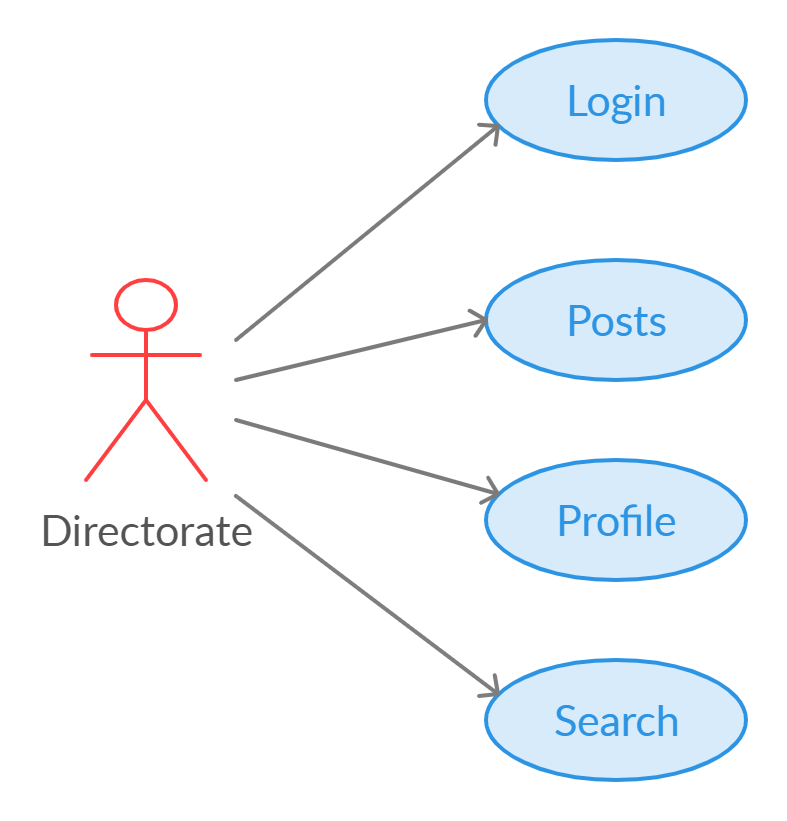 Login
Posts
Directorate
Profile
Search